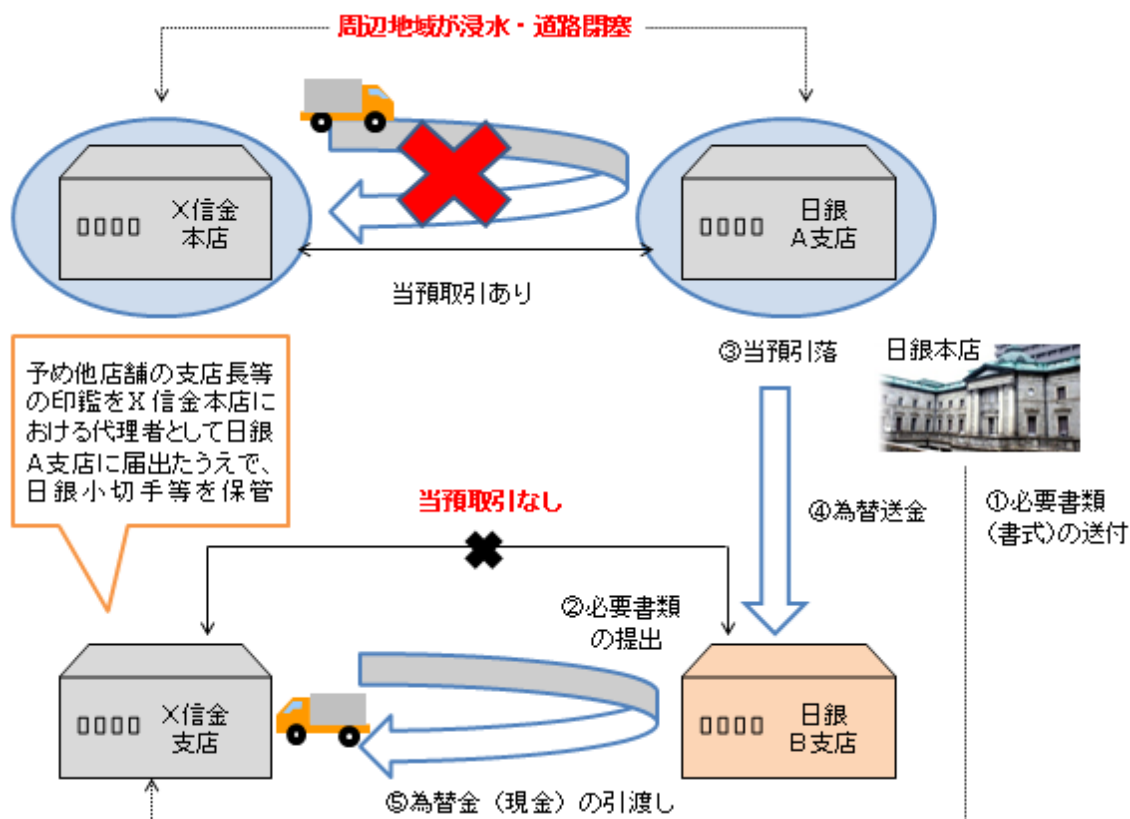 周辺地域が浸水・道路閉塞
X信金
本店
日銀
A支店
当預取引あり
予め他店舗の支店長等
の印鑑をX信金本店に
おける代理者として日銀
A支店に届出たうえで、
日銀小切手等を保管
③当預引落
日銀本店
当預取引なし
④為替送金
①必要書類
(書式)の送付
②必要書類
の提出
X信金
支店
日銀
B支店
⑤為替金（現金）の引渡し